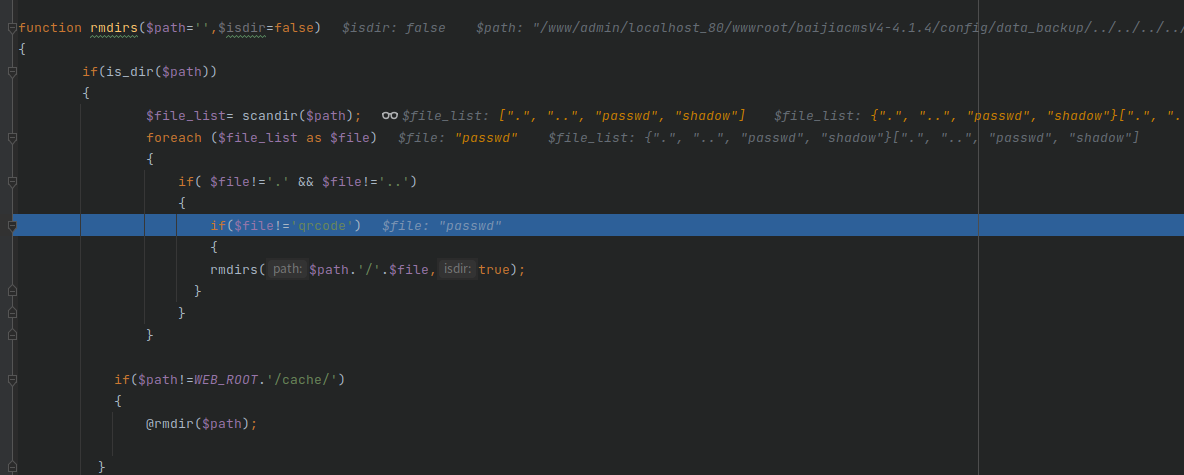 function rmdirs($path='',$isdir=false)   $isdir: false    $path: "/www/admin/localhost_80/wwwroot/baijiacmsV4-4.1.4/config/data_backup/../../../../
{
if(is_dir($path))
{
$file_list= scandir($path);   $file_list: [".", "..", "passwd", "shadow"]    $file_list: {".", "..", "passwd", "shadow"}[".", "..
foreach ($file_list as $file)   $file: "passwd"    $file_list: {".", "..", "passwd", "shadow"}[".", "..", "passwd", "shadow"]
{
if( $file!='.' && $file!='..')
{
if($file!='qrcode')   $file: "passwd"
{
rmdirs( path: $path.'/'.$file, isdir: true);
}
}
}
if($path!=WEB_ROOT.'/cache/')
{
@rmdir($path);
}